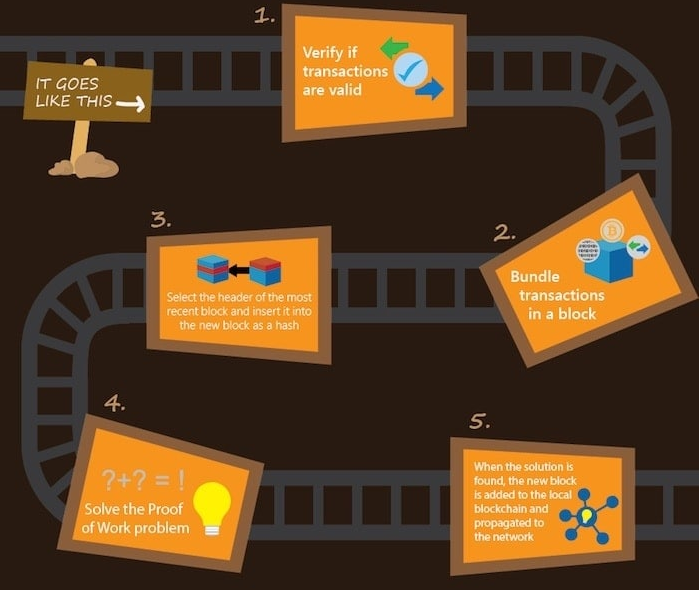 IT GOES
LIKE THIS
1.
Verify if
transactions
are valid
2.
Bundle
transactions
in a block
3.
Select the header of the most
recent block and insert it into
the new block as a hash
4.
?+? = !
Solve the Proof
of Work problem
5.
When the solution is
found, the new block
is added to the local
blockchain and
propagated to
the network